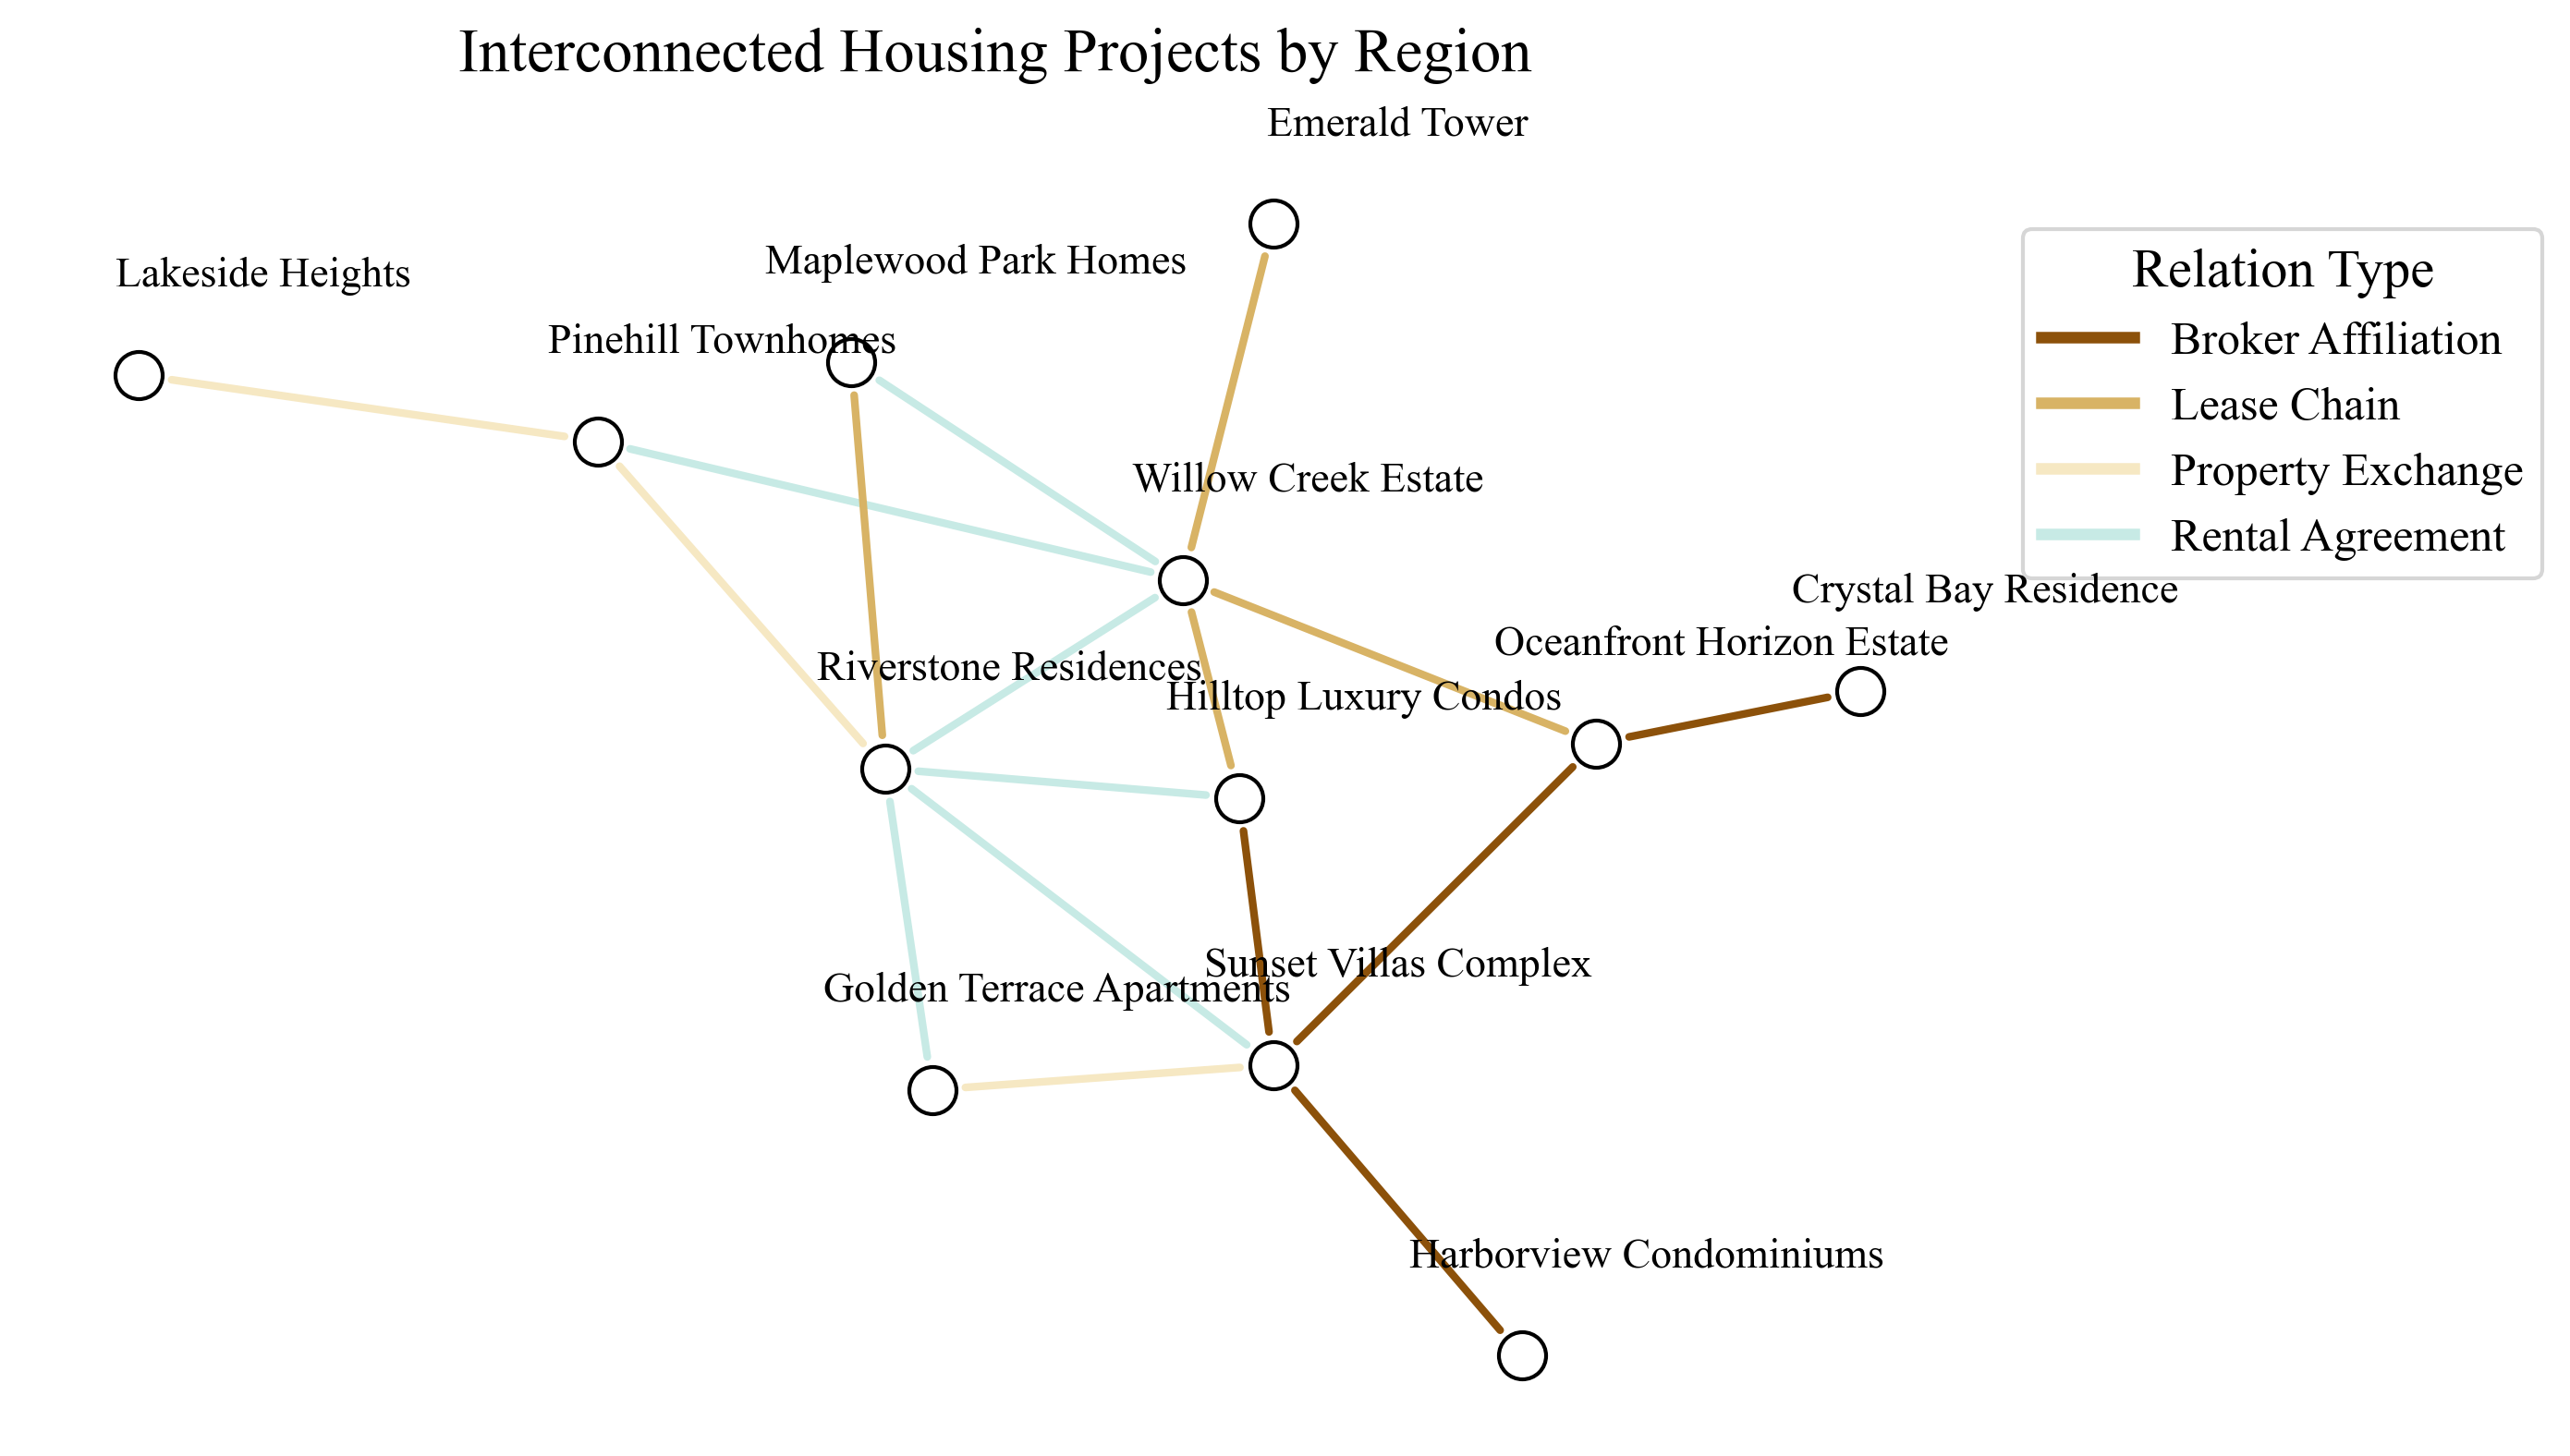 Interconnected Housing Projects by Region
Emerald Tower
Maplewood Park Homes
Lakeside Heights
Pinehill Townhomes
Willow Creek Estate
Crystal Bay Residence
Oceanfront Horizon Estate
Riverstone Residences
Hilltop Luxury Condos
Sunset Villas Complex
Golden Terrace Apartments
Harborview Condominiums
Relation Type
Broker Affiliation
Lease Chain
Property Exchange
Rental Agreement